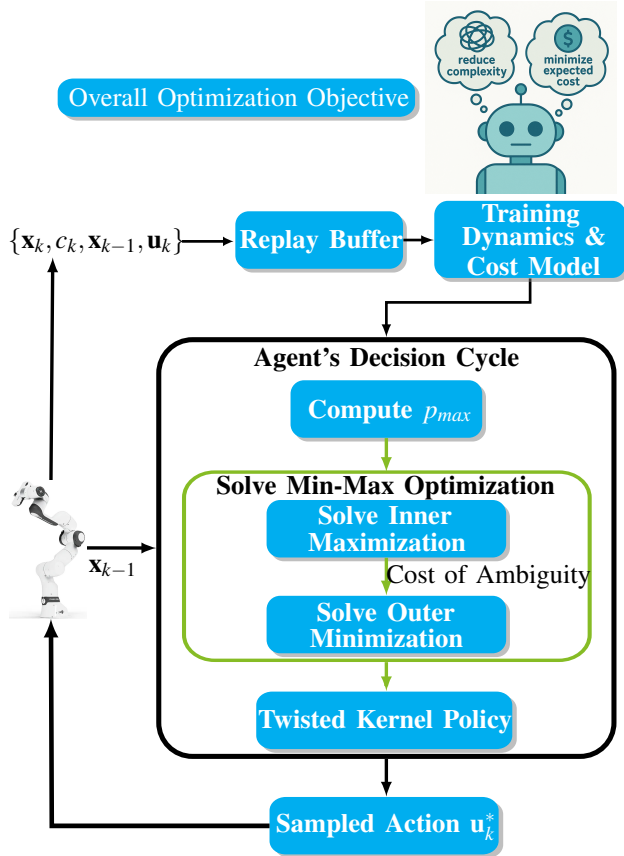 reduce
complexity
$
minimize
expected
cost
Overall Optimization Objective
{x_k, c_k, x_{k−1}, u_k}
Replay Buffer
Training
Dynamics &
Cost Model
Agent's Decision Cycle
Compute p_{max}
Solve Min-Max Optimization
Solve Inner
Maximization
x_{k−1}
Cost of Ambiguity
Solve Outer
Minimization
Twisted Kernel Policy
Sampled Action u_k^*